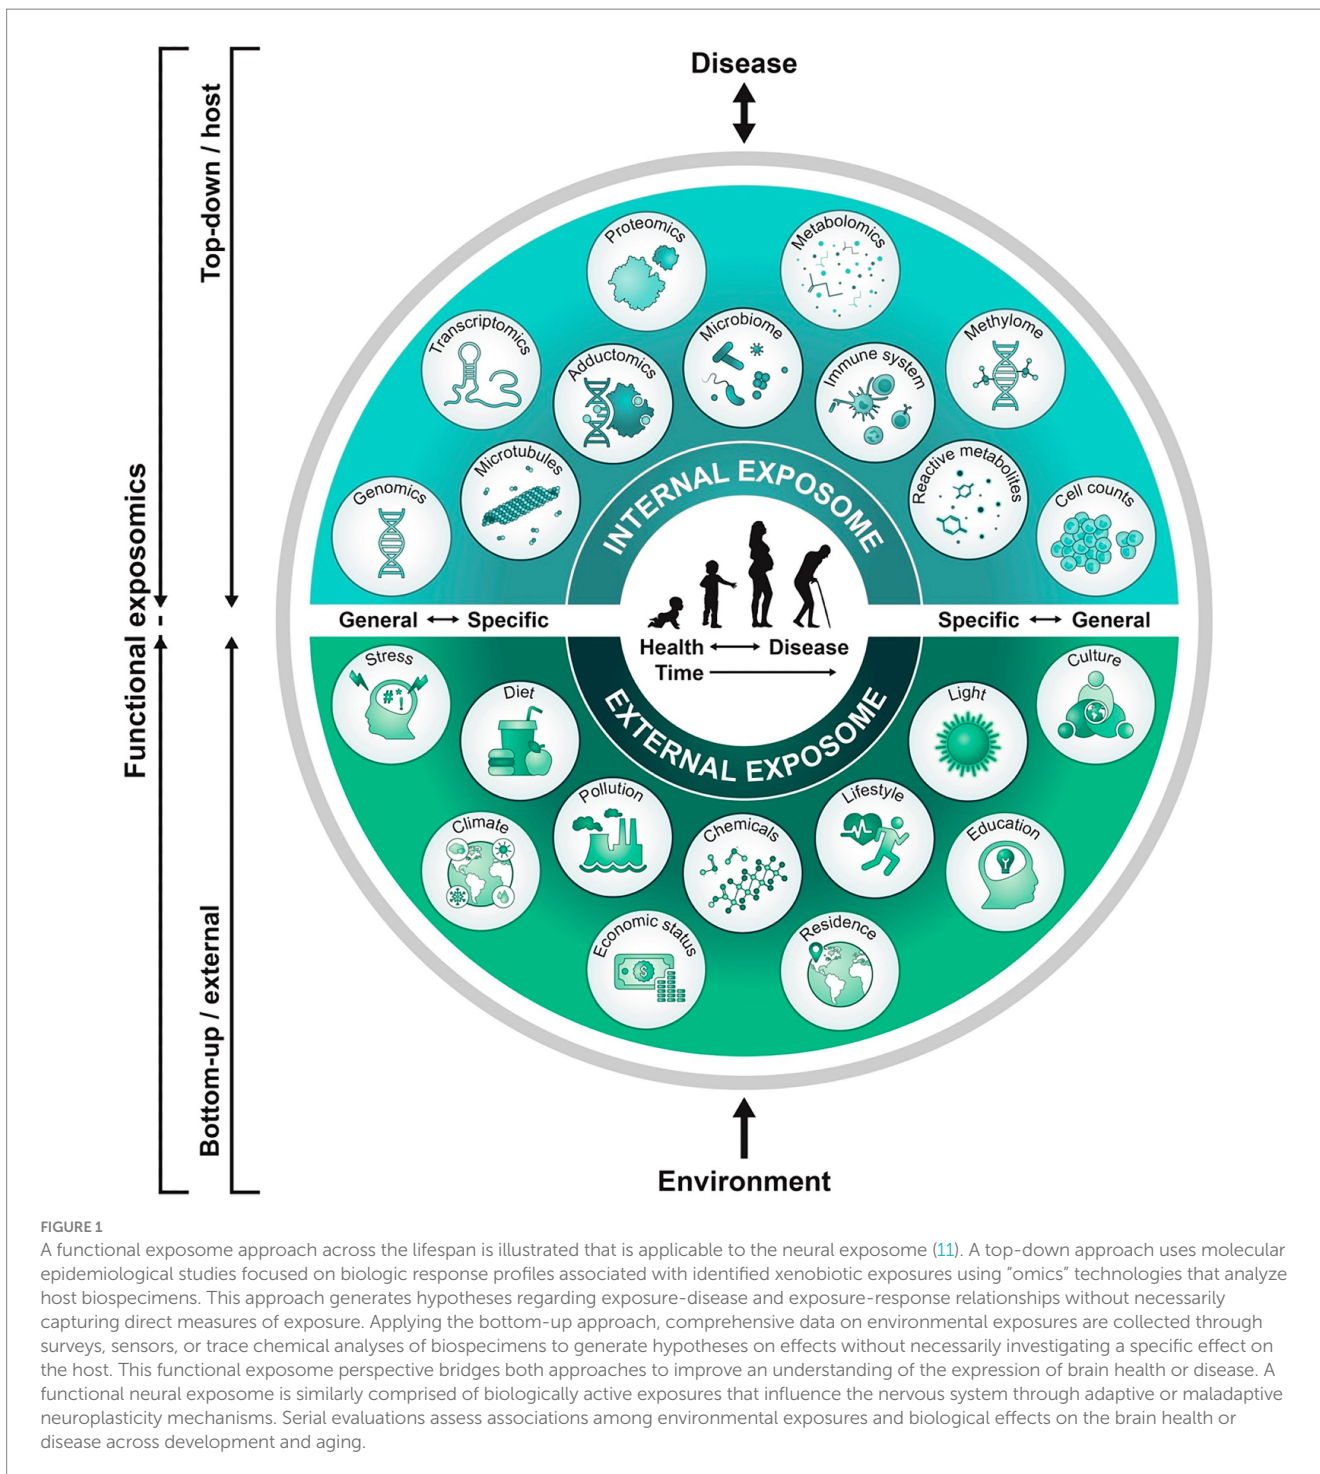 Disease
Functional exposomics
Top-down / host
Bottom-up / external
Proteomics
Metabolomics
Transcriptomics
Adductomics
Microbiome
Immune system
Methylome
Genomics
Microtubules
Reactive metabolites
Cell counts
INTERNAL EXPOSOME
General ↔ Specific
Specific ↔ General
Health ↔ Disease
Time →
EXTERNAL EXPOSOME
Stress
Diet
Light
Culture
Climate
Pollution
Chemicals
Lifestyle
Education
#*!
Economic status
$
Residence
Environment
FIGURE 1
A functional exposome approach across the lifespan is illustrated that is applicable to the neural exposome (11). A top-down approach uses molecular
epidemiological studies focused on biologic response profiles associated with identified xenobiotic exposures using “omics” technologies that analyze
host biospecimens. This approach generates hypotheses regarding exposure-disease and exposure-response relationships without necessarily
capturing direct measures of exposure. Applying the bottom-up approach, comprehensive data on environmental exposures are collected through
surveys, sensors, or trace chemical analyses of biospecimens to generate hypotheses on effects without necessarily investigating a specific effect on
the host. This functional exposome perspective bridges both approaches to improve an understanding of the expression of brain health or disease. A
functional neural exposome is similarly comprised of biologically active exposures that influence the nervous system through adaptive or maladaptive
neuroplasticity mechanisms. Serial evaluations assess associations among environmental exposures and biological effects on the brain health or
disease across development and aging.